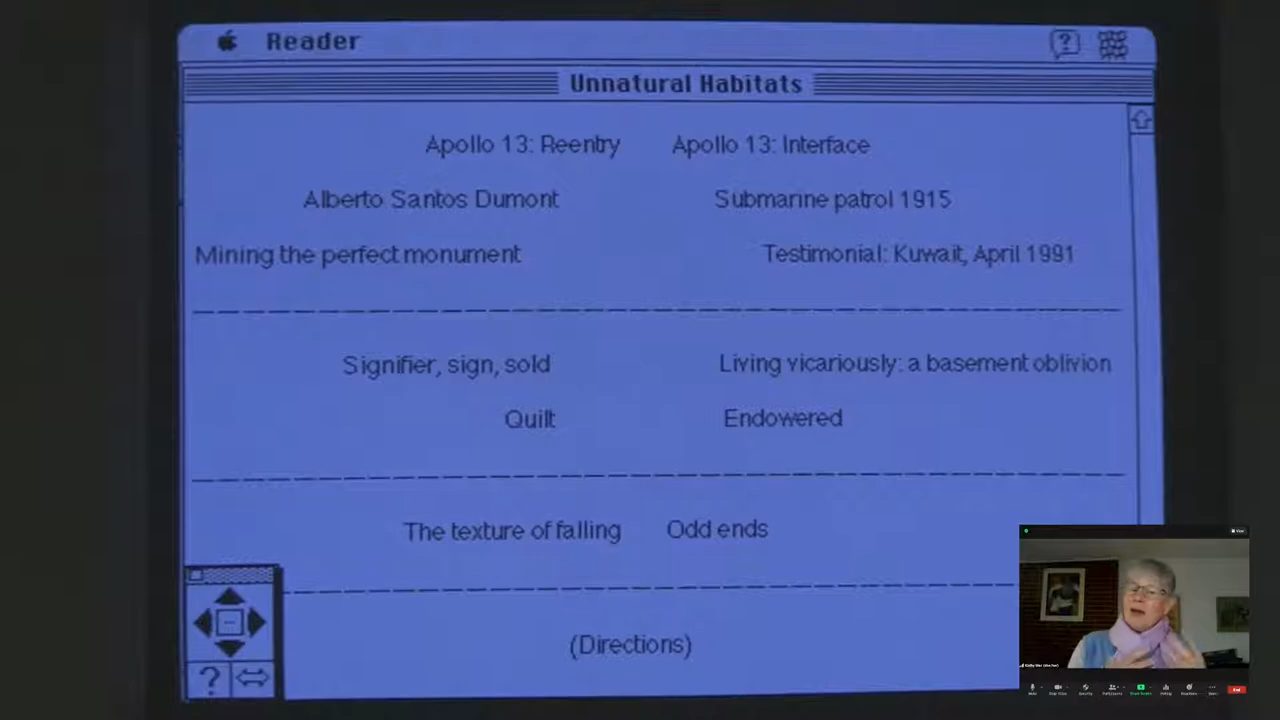 Reader
Unnatural Habitats
Apollo 13: Reentry Apollo 13: Interface
Alberto Santos Dumont Submarine patrol 1915
Mining the perfect monument Testimonial: Kuwait, April 1991
Signifier, sign, sold Living vicariously: a basement oblivion
Quilt Endowered
The texture of falling Odd ends
(Directions)
?